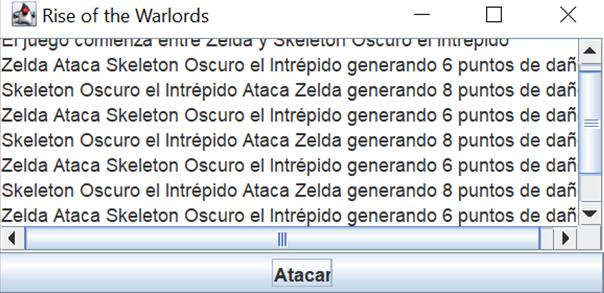 Rise of the Warlords
El juego comienza entre Zelda y Skeleton Oscuro el Intrépido
Zelda Ataca Skeleton Oscuro el Intrépido generando 6 puntos de dañ
Skeleton Oscuro el Intrépido Ataca Zelda generando 8 puntos de dañ
Zelda Ataca Skeleton Oscuro el Intrépido generando 6 puntos de dañ
Skeleton Oscuro el Intrépido Ataca Zelda generando 8 puntos de dañ
Zelda Ataca Skeleton Oscuro el Intrépido generando 6 puntos de dañ
Skeleton Oscuro el Intrépido Ataca Zelda generando 8 puntos de dañ
Zelda Ataca Skeleton Oscuro el Intrépido generando 6 puntos de dañ
Atacar